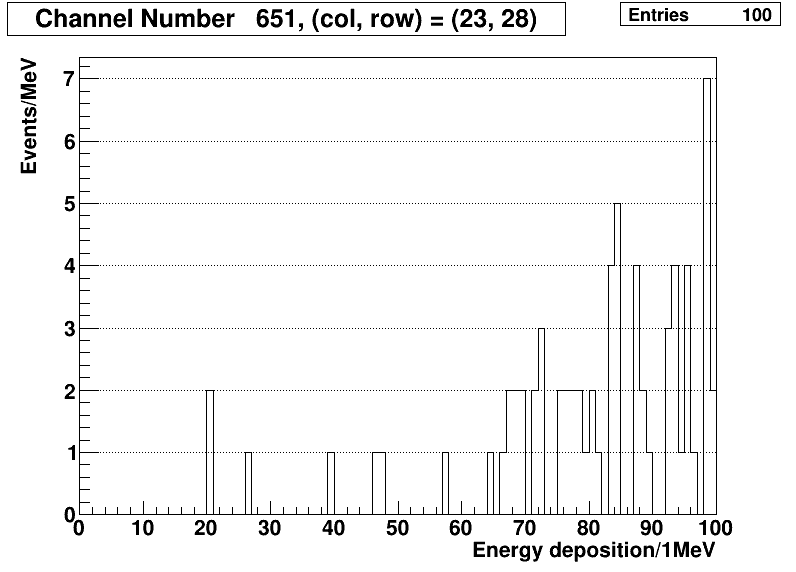 Channel Number 651, (col, row) = (23, 28)
Entries 100
Events/MeV
7
6
5
4
3
2
1
0
0 10 20 30 40 50 60 70 80 90 100
Energy deposition/1MeV